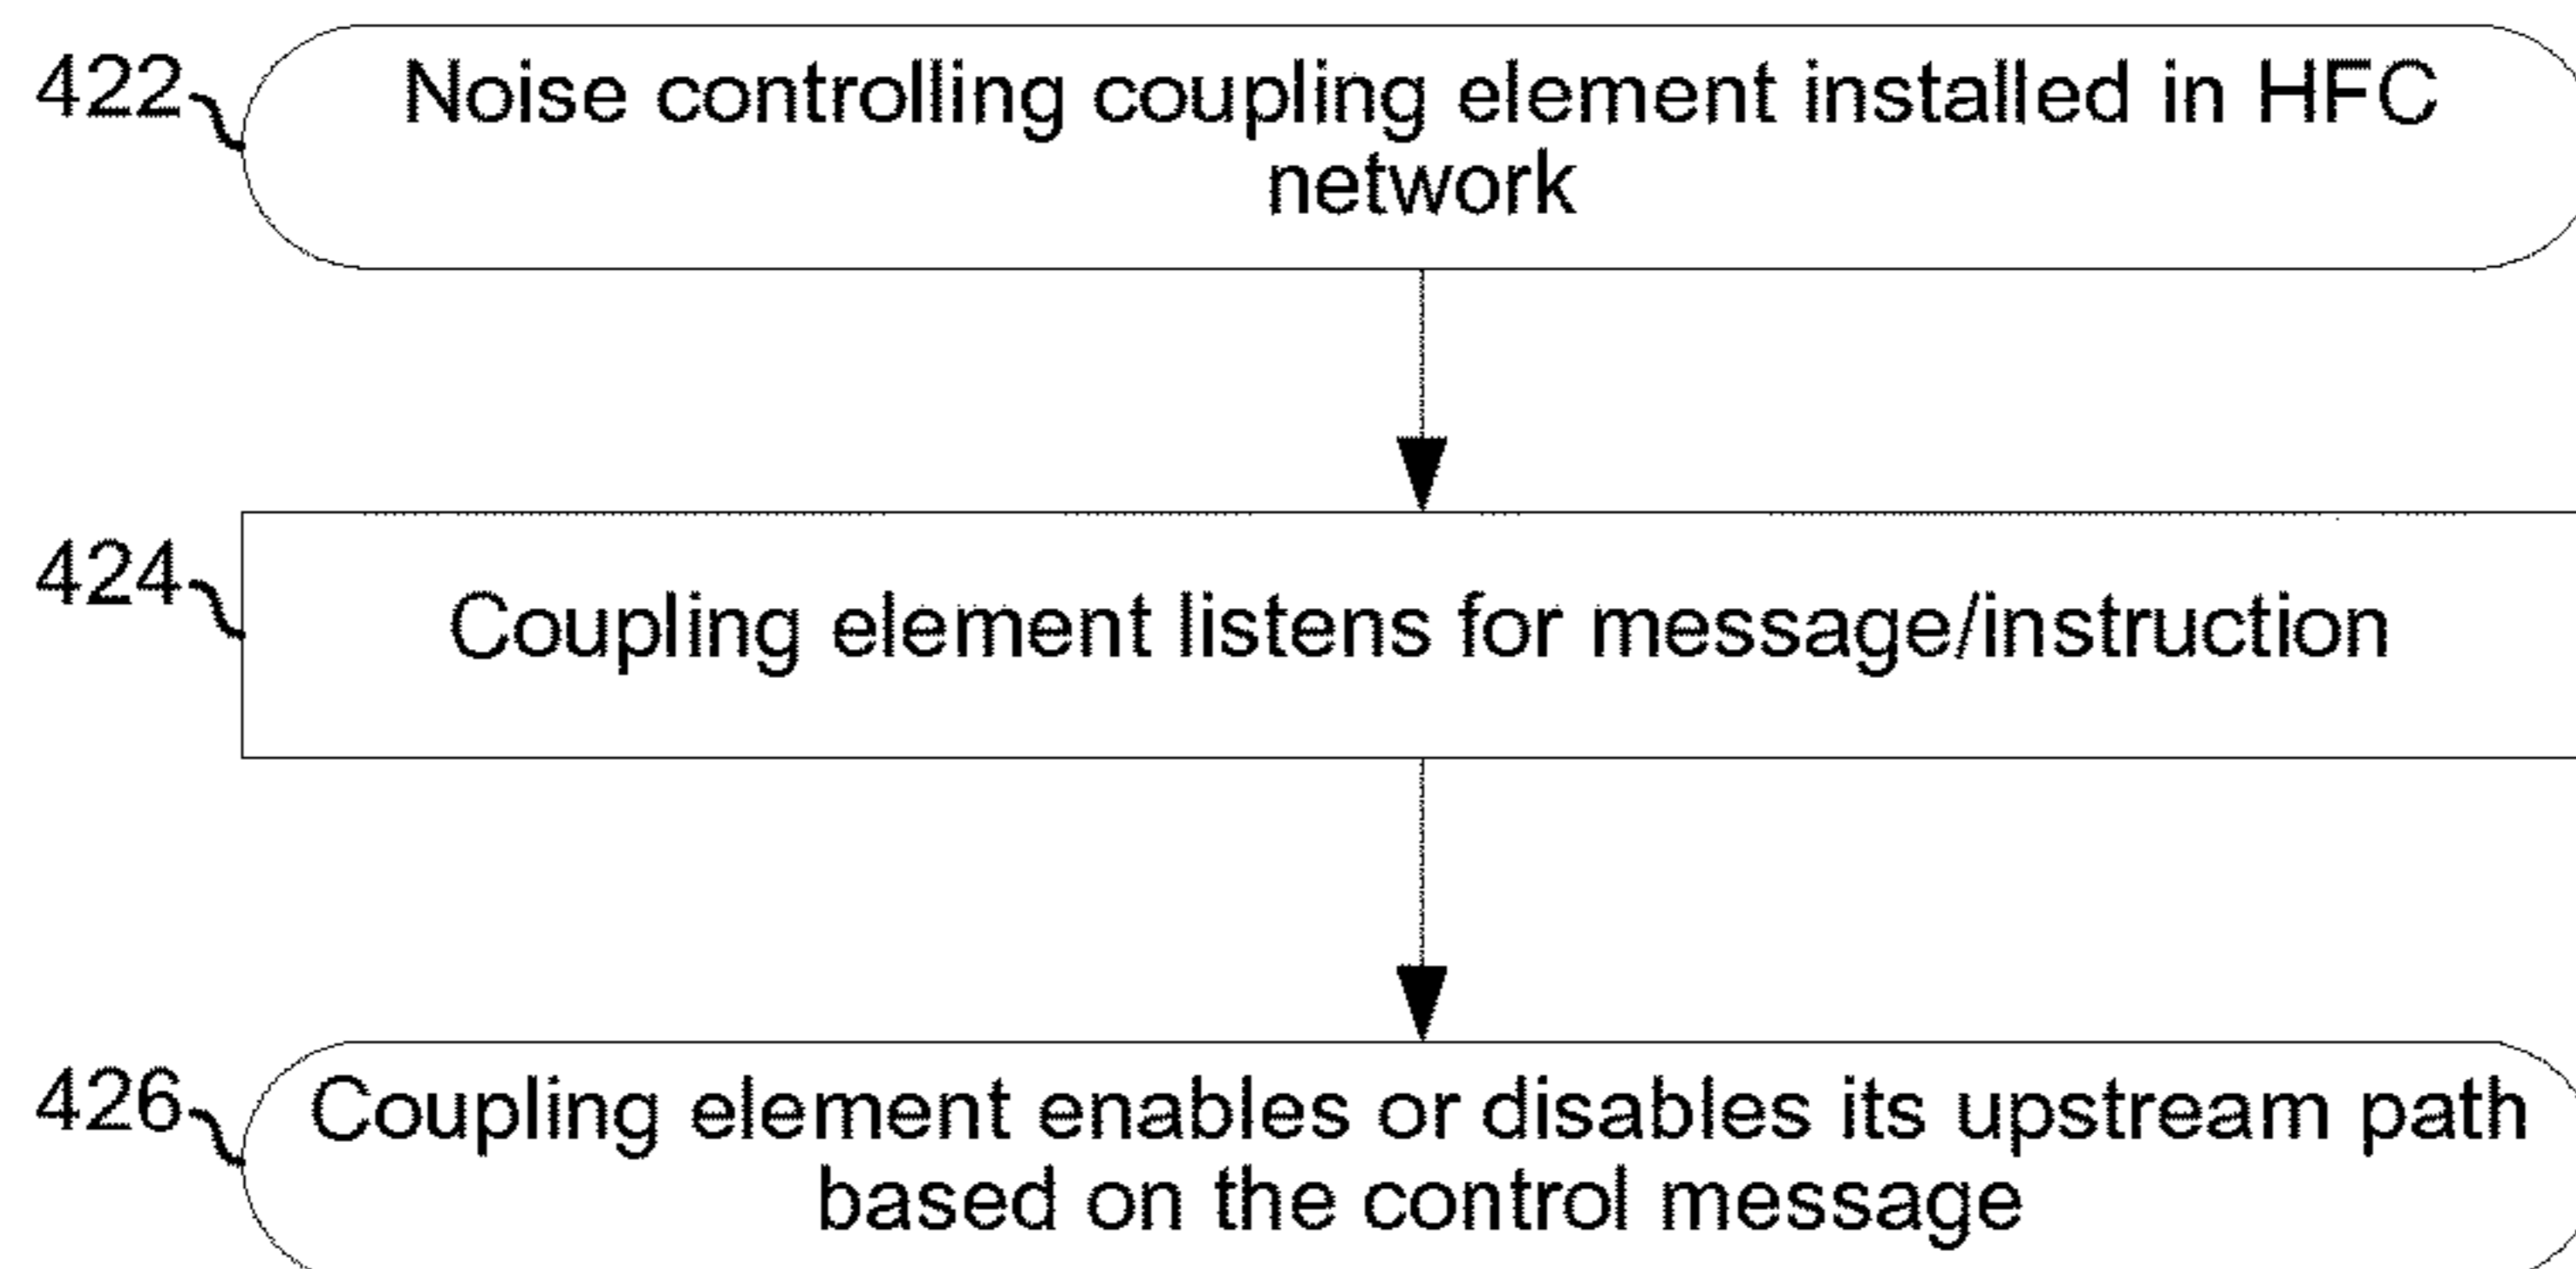 422
Noise controlling coupling element installed in HFC
network
424
Coupling element listens for message/instruction
426
Coupling element enables or disables its upstream path
based on the control message